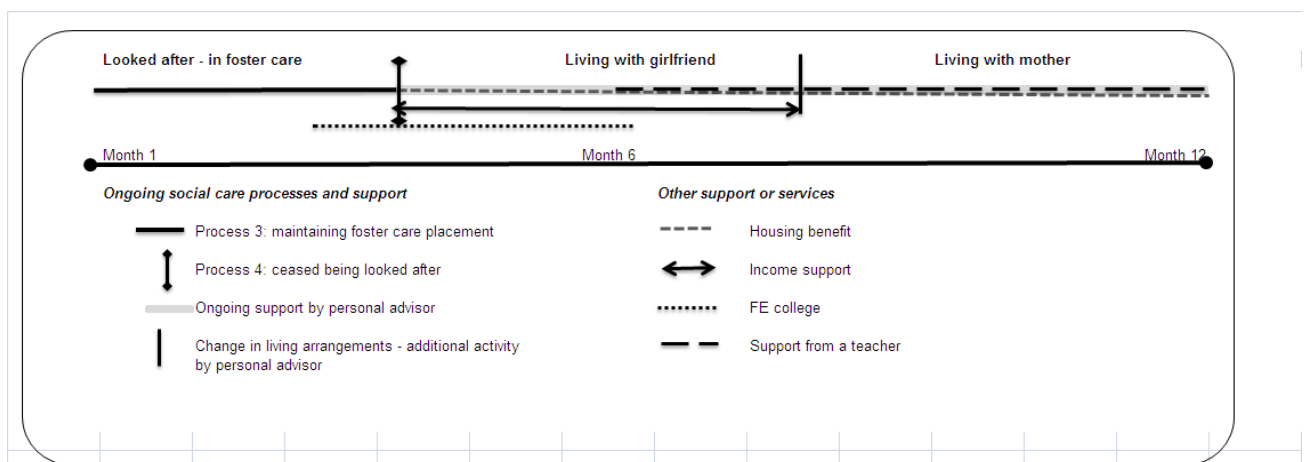 Looked after - in foster care
Living with girlfriend
Living with mother
Month 1
Month 6
Month 12
Ongoing social care processes and support
Other support or services
Process 3: maintaining foster care placement
Housing benefit
Process 4: ceased being looked after
Income support
Ongoing support by personal advisor
FE college
Change in living arrangements - additional activity
by personal advisor
Support from a teacher